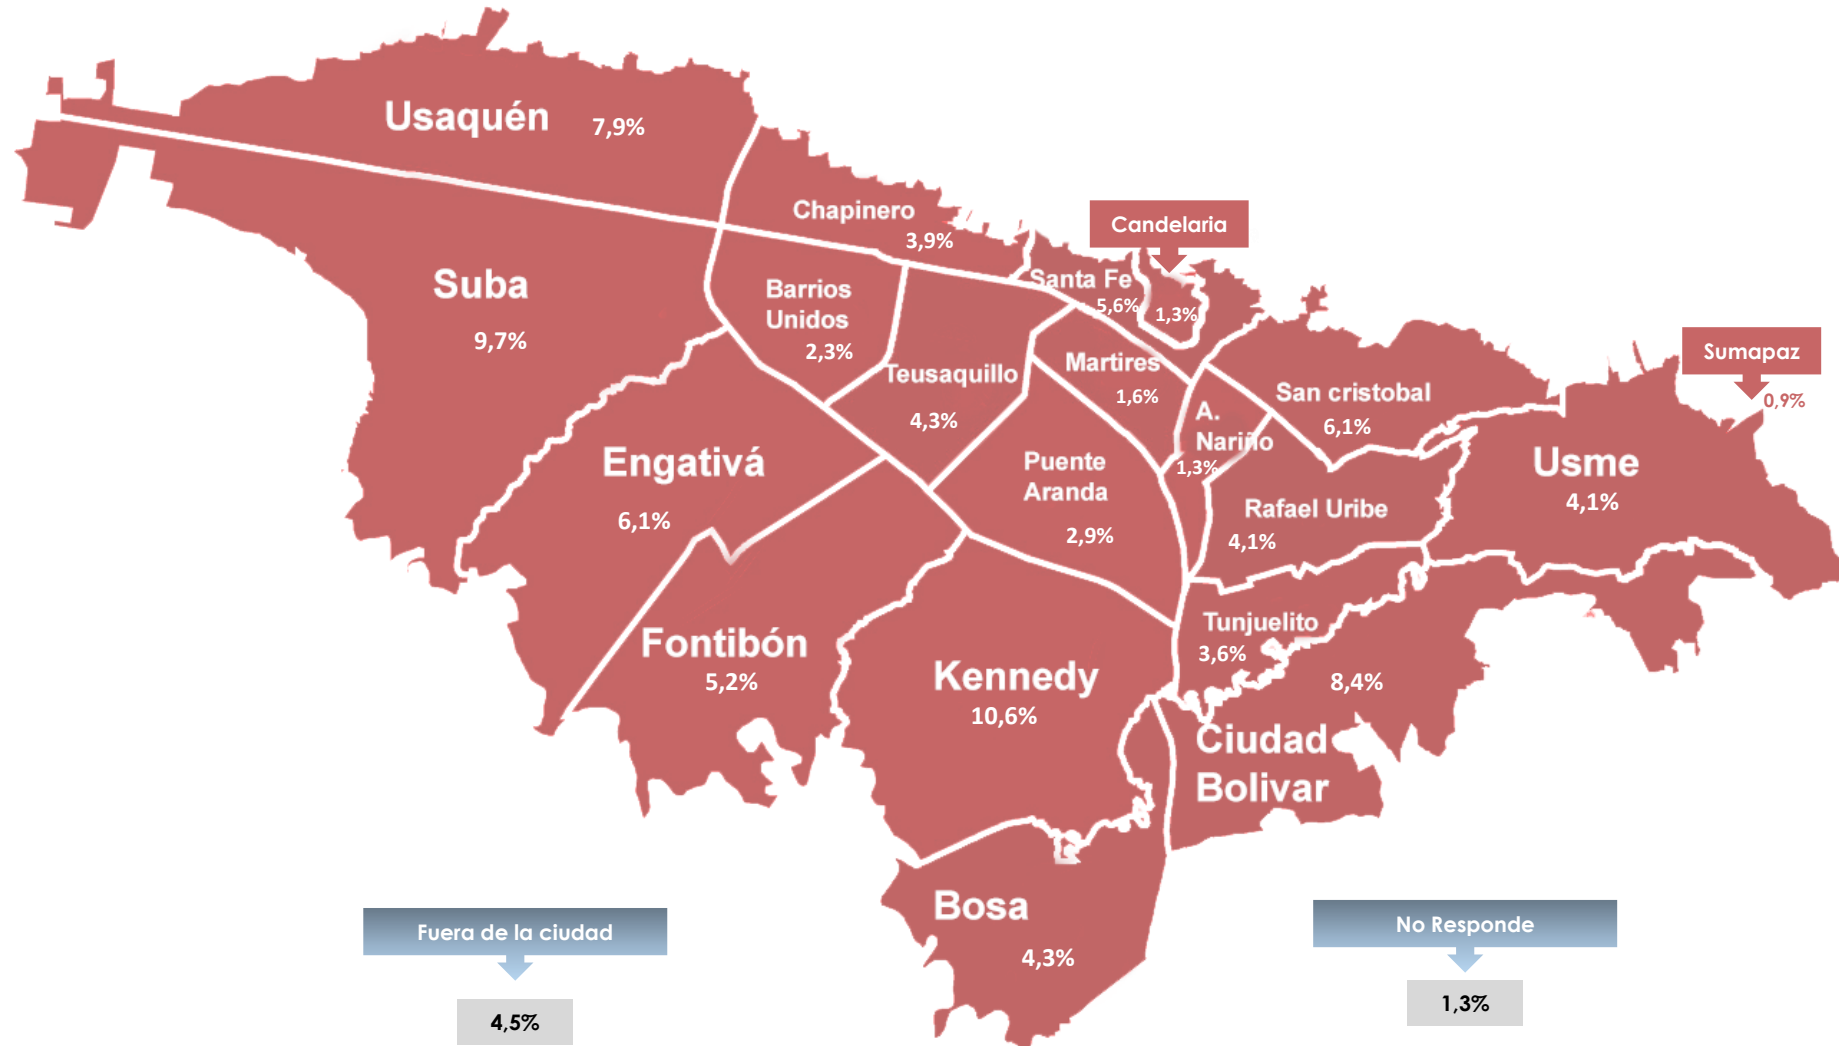 Usaquén
7,9%
Chapinero
3,9%
Candelaria
1,3%
Santa Fe
5,6%
Suba
9,7%
Barrios
Unidos
2,3%
Teusaquillo
4,3%
Martires
1,6%
A.
Nariño
1,3%
San cristobal
6,1%
Sumapaz
0,9%
Usme
4,1%
Engativá
6,1%
Puente
Aranda
2,9%
Rafael Uribe
4,1%
Fontibón
5,2%
Kennedy
10,6%
Tunjuelito
3,6%
8,4%
Ciudad
Bolivar
Bosa
4,3%
Fuera de la ciudad
4,5%
No Responde
1,3%